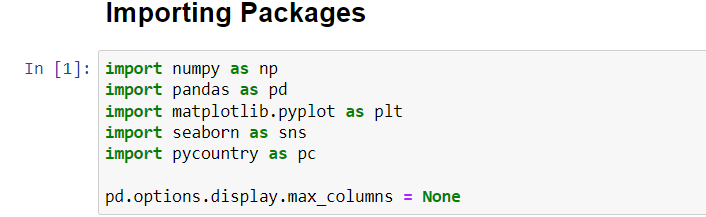 Importing Packages
In [1]:
import numpy as np
import pandas as pd
import matplotlib.pyplot as plt
import seaborn as sns
import pycountry as pc
pd.options.display.max_columns = None